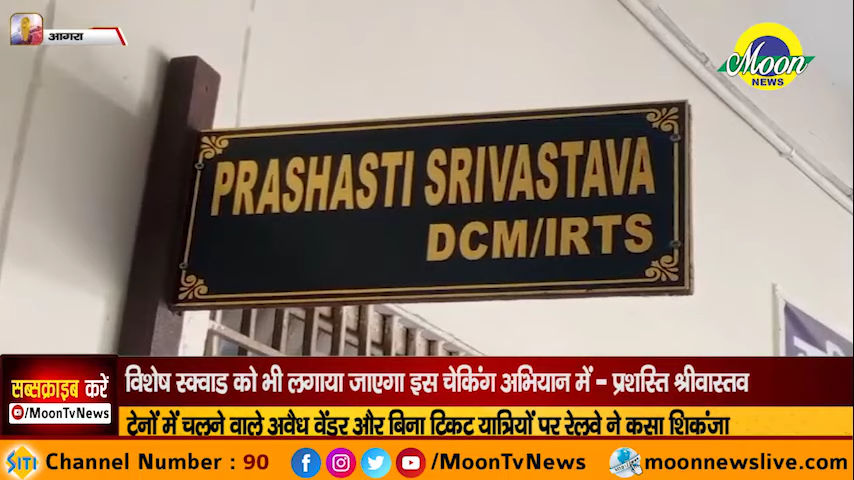 आगरा
Moon
NEWS
PRASHASTI SRIVASTAVA
DCM/IRTS
सब्सक्राइब करें
/MoonTvNews
विशेष स्क्वाड को भी लगाया जाएगा इस चेकिंग अभियान में - प्रशस्ति श्रीवास्तव
ट्रेनों में चलने वाले अवैध वेंडर और बिना टिकट यात्रियों पर रेलवे ने कसा शिकंजा
SITI Channel Number : 90 /MoonTvNews moonnewslive.com